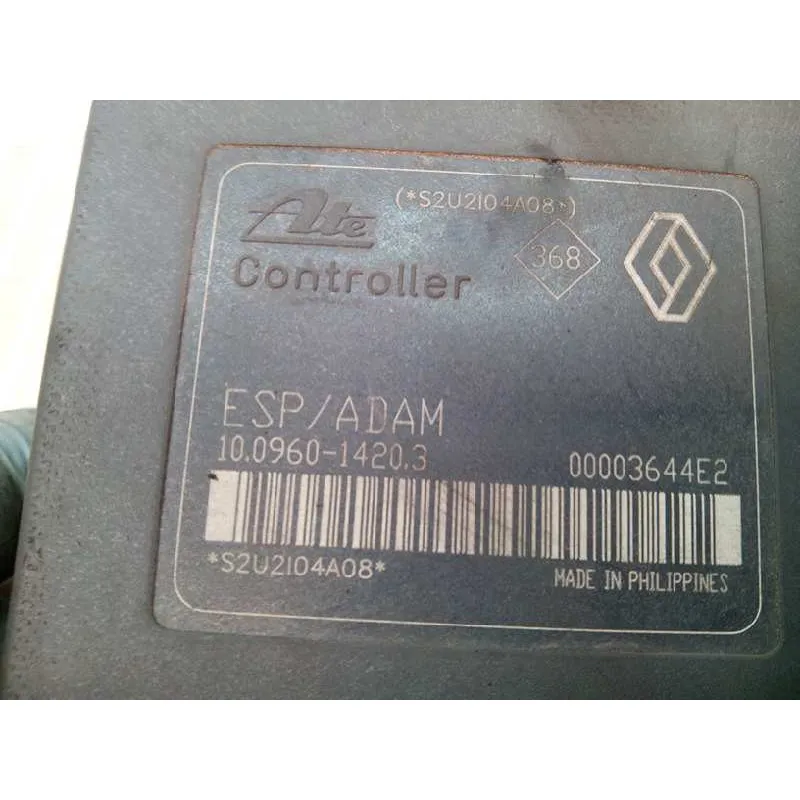 (*S2U2I04A08*)
Ate
368
Controller
ESP/ADAM
10.0960-1420.3
00003644E2
*S2U2I04A08*
MADE IN PHILIPPINES